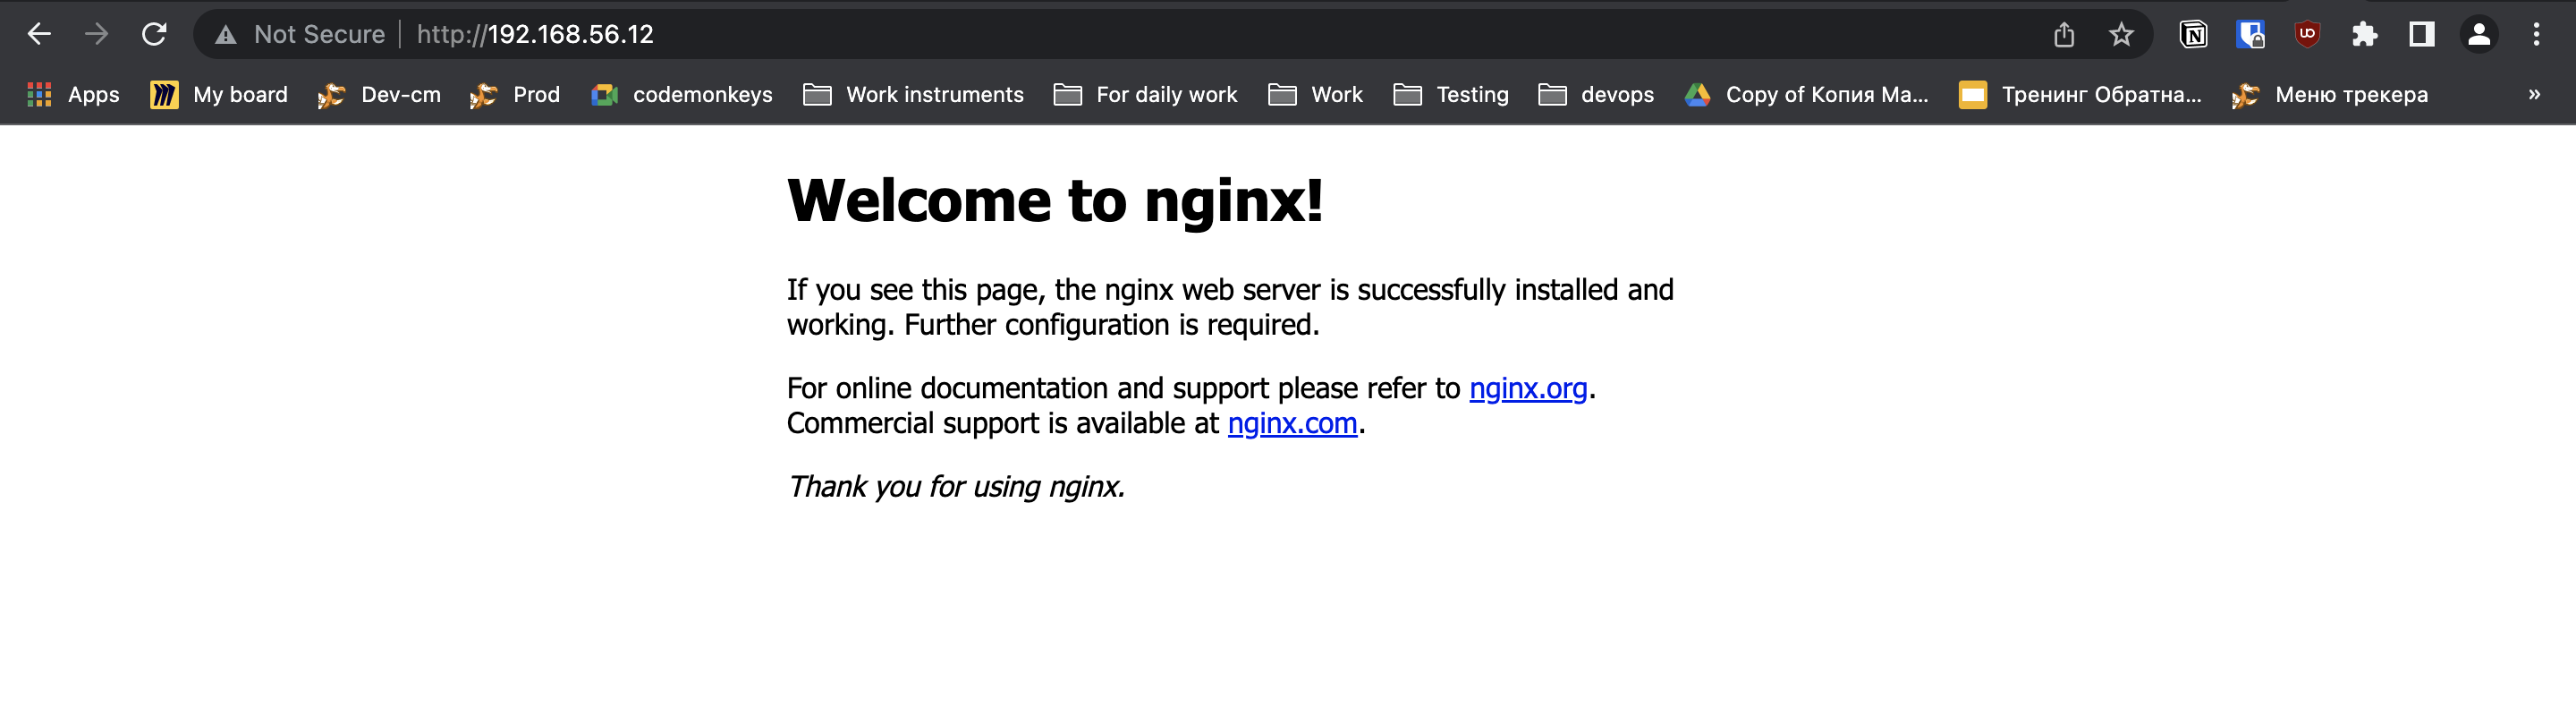 Not Secure | http://192.168.56.12
Apps My board Dev-cm Prod codemonkeys Work instruments For daily work Work Testing devops Copy of Копия Ma... Тренинг Обратна... Меню трекера »
Welcome to nginx!
If you see this page, the nginx web server is successfully installed and
working. Further configuration is required.
For online documentation and support please refer to nginx.org.
Commercial support is available at nginx.com.
Thank you for using nginx.